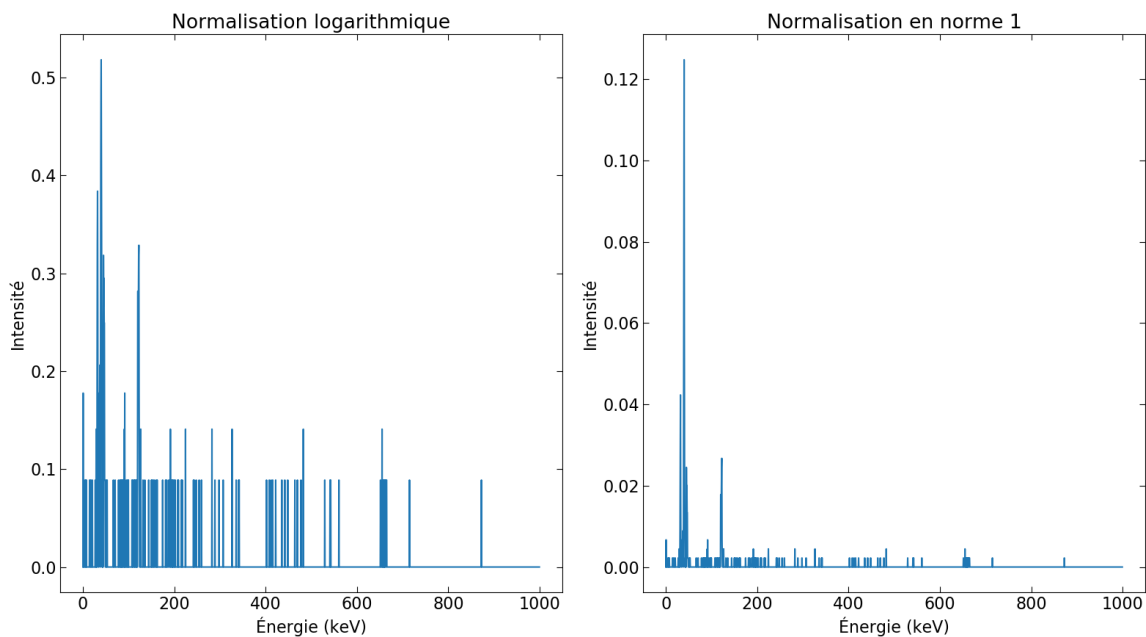 Normalisation logarithmique
0.5
0.4
0.3
0.2
0.1
0.0
Intensité
0 200 400 600 800 1000
Énergie (keV)
Normalisation en norme 1
0.12
0.10
0.08
0.06
0.04
0.02
0.00
Intensité
0 200 400 600 800 1000
Énergie (keV)